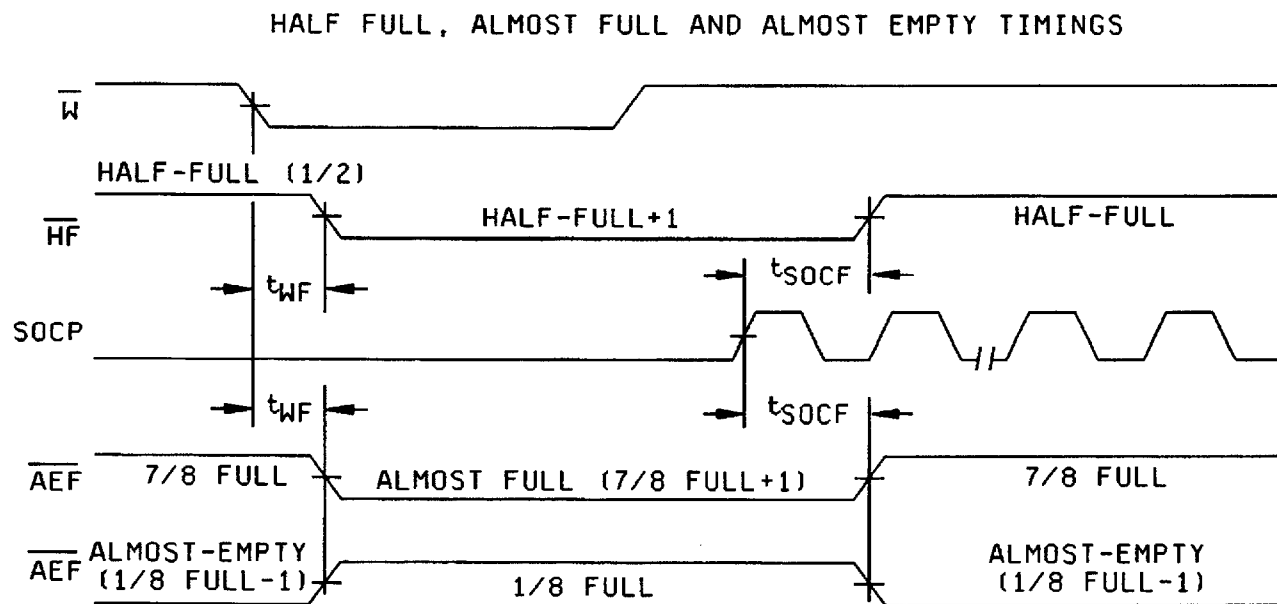 HALF FULL, ALMOST FULL AND ALMOST EMPTY TIMINGS
W
HALF-FULL (1/2)
HF
HALF-FULL+1
HALF-FULL
tWF
tSOCF
SOCP
tWF
tSOCF
AEF
7/8 FULL
ALMOST FULL (7/8 FULL+1)
7/8 FULL
AEF
ALMOST-EMPTY
(1/8 FULL-1)
1/8 FULL
ALMOST-EMPTY
(1/8 FULL-1)